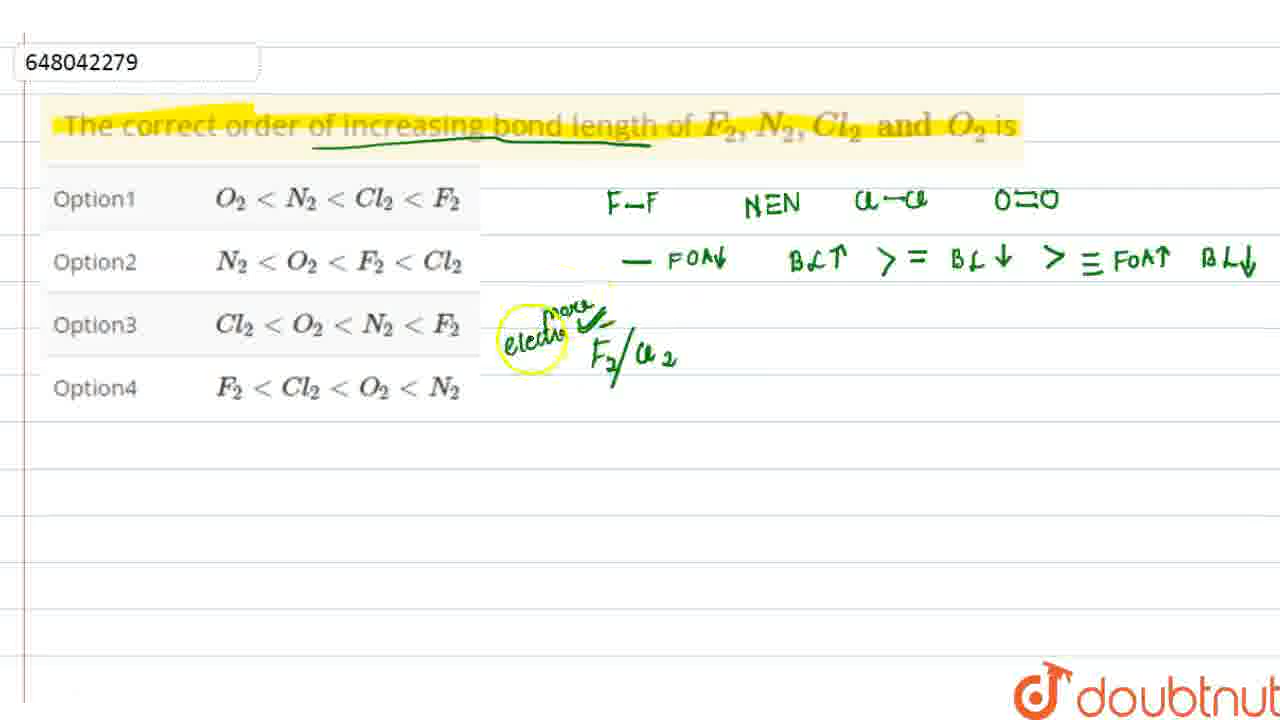 648042279
The correct order of increasing bond length of F₂, N₂, Cl₂ and O₂ is
Option1 O₂ < N₂ < Cl₂ < F₂
F—F N≡N Cl—Cl O=O
Option2 N₂ < O₂ < F₂ < Cl₂
— FOA↓ BL↑ > = BL↓ > ≡ FOA↑ BL↓
Option3 Cl₂ < O₂ < N₂ < F₂
more
electro
F₂/Cl₂
Option4 F₂ < Cl₂ < O₂ < N₂
doubtnut